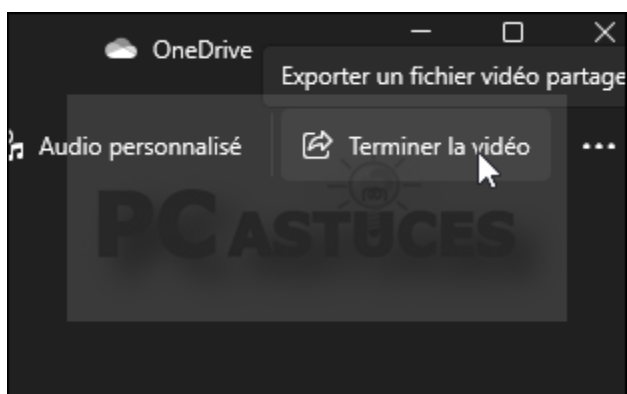 OneDrive
Exporter un fichier vidéo partage
Audio personnalisé
Terminer la vidéo
PC ASTUCES